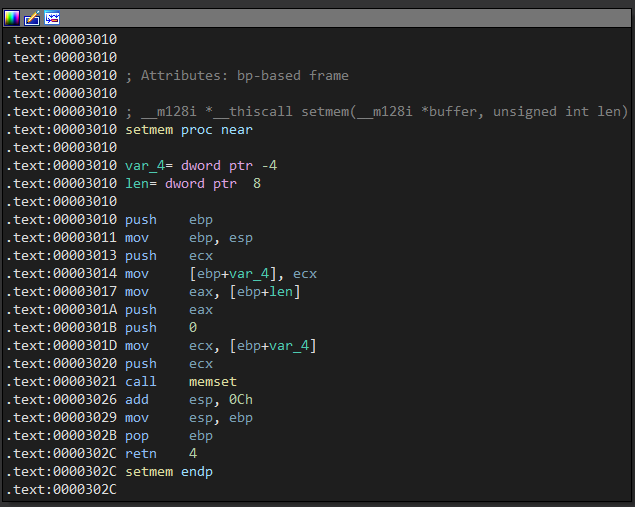 .text:00003010
.text:00003010
.text:00003010 ; Attributes: bp-based frame
.text:00003010
.text:00003010 ; __m128i *__thiscall setmem(__m128i *buffer, unsigned int len)
.text:00003010 setmem proc near
.text:00003010
.text:00003010 var_4= dword ptr -4
.text:00003010 len= dword ptr  8
.text:00003010
.text:00003010 push    ebp
.text:00003011 mov     ebp, esp
.text:00003013 push    ecx
.text:00003014 mov     [ebp+var_4], ecx
.text:00003017 mov     eax, [ebp+len]
.text:0000301A push    eax
.text:0000301B push    0
.text:0000301D mov     ecx, [ebp+var_4]
.text:00003020 push    ecx
.text:00003021 call    memset
.text:00003026 add     esp, 0Ch
.text:00003029 mov     esp, ebp
.text:0000302B pop     ebp
.text:0000302C retn    4
.text:0000302C setmem endp
.text:0000302C